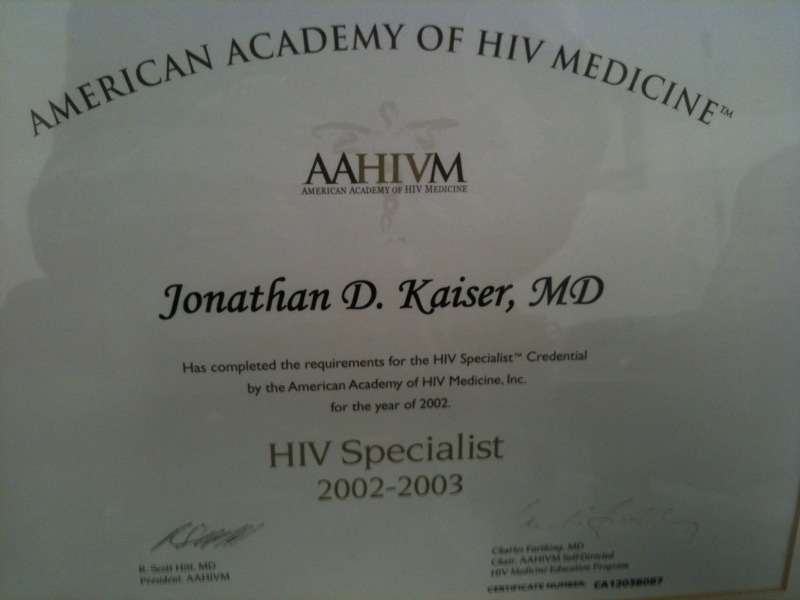 AMERICAN ACADEMY OF HIV MEDICINE™
AAHIVM
AMERICAN ACADEMY OF HIV MEDICINE
Jonathan D. Kaiser, MD
Has completed the requirements for the HIV Specialist™ Credential
by the American Academy of HIV Medicine, Inc.
for the year of 2002.
HIV Specialist
2002-2003
R. Scott Hitt, MD
President, AAHIVM
Charles Farthing, MD
Chair, AAHIVM Self-Directed
HIV Medicine Education Program
CERTIFICATE NUMBER: